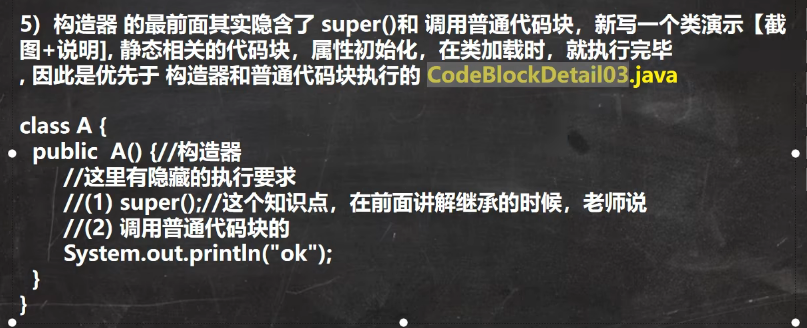 5）构造器 的最前面其实隐含了 super()和 调用普通代码块，新写一个类演示【截
图+说明], 静态相关的代码块，属性初始化，在类加载时，就执行完毕
, 因此是优先于 构造器和普通代码块执行的 CodeBlockDetail03.java
class A {
public A() {//构造器
//这里有隐藏的执行要求
//(1) super();//这个知识点，在前面讲解继承的时候，老师说
//(2) 调用普通代码块的
System.out.println("ok");
}
}